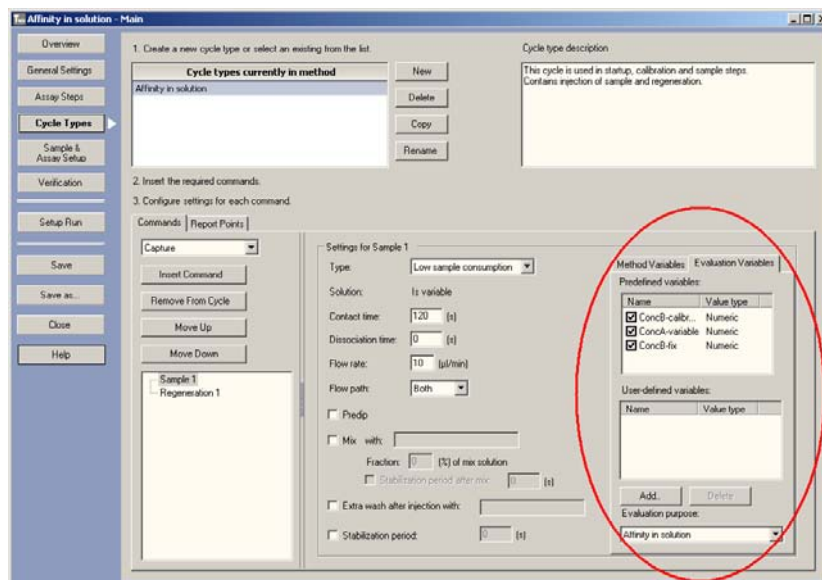 Affinity in solution - Main
Overview
General Settings
Assay Steps
Cycle Types
Sample &
Assay Setup
Verification
Setup Run
Save
Save as...
Close
Help
1. Create a new cycle type or select an existing from the list.
Cycle types currently in method
Affinity in solution
New
Delete
Copy
Rename
Cycle type description
This cycle is used in startup, calibration and sample steps.
Contains injection of sample and regeneration.
2. Insert the required commands.
3. Configure settings for each command.
Commands Report Points
Capture
Insert Command
Remove From Cycle
Move Up
Move Down
Sample 1
Regeneration 1
Settings for Sample 1
Type: Low sample consumption
Solution: Is variable
Contact time: 120 (s)
Dissociation time: 0 (s)
Flow rate: 10 (µl/min)
Flow path: Both
Predip
Mix with:
Fraction: 0 (%) of mix solution
Stabilization period after mix: 0 (s)
Extra wash after injection with:
Stabilization period: 0 (s)
Method Variables Evaluation Variables
Predefined variables:
Name Value type
ConcB-calibr... Numeric
ConcA-variable Numeric
ConcB-fix Numeric
User-defined variables:
Name Value type
Add.. Delete
Evaluation purpose:
Affinity in solution